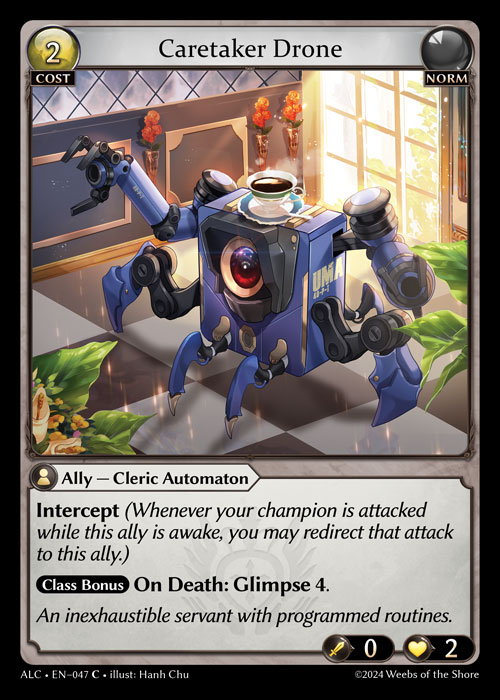 2
Caretaker Drone
COST
NORM
UMA
Ally — Cleric Automaton
Intercept (Whenever your champion is attacked
while this ally is awake, you may redirect that attack
to this ally.)
Class Bonus On Death: Glimpse 4.
An inexhaustible servant with programmed routines.
0
2
ALC • EN–047 C • illust: Hanh Chu
©2024 Weebs of the Shore